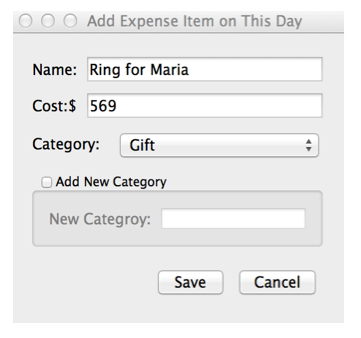 Add Expense Item on This Day
Name: Ring for Maria
Cost:$ 569
Category: Gift
Add New Category
New Categroy:
Save Cancel